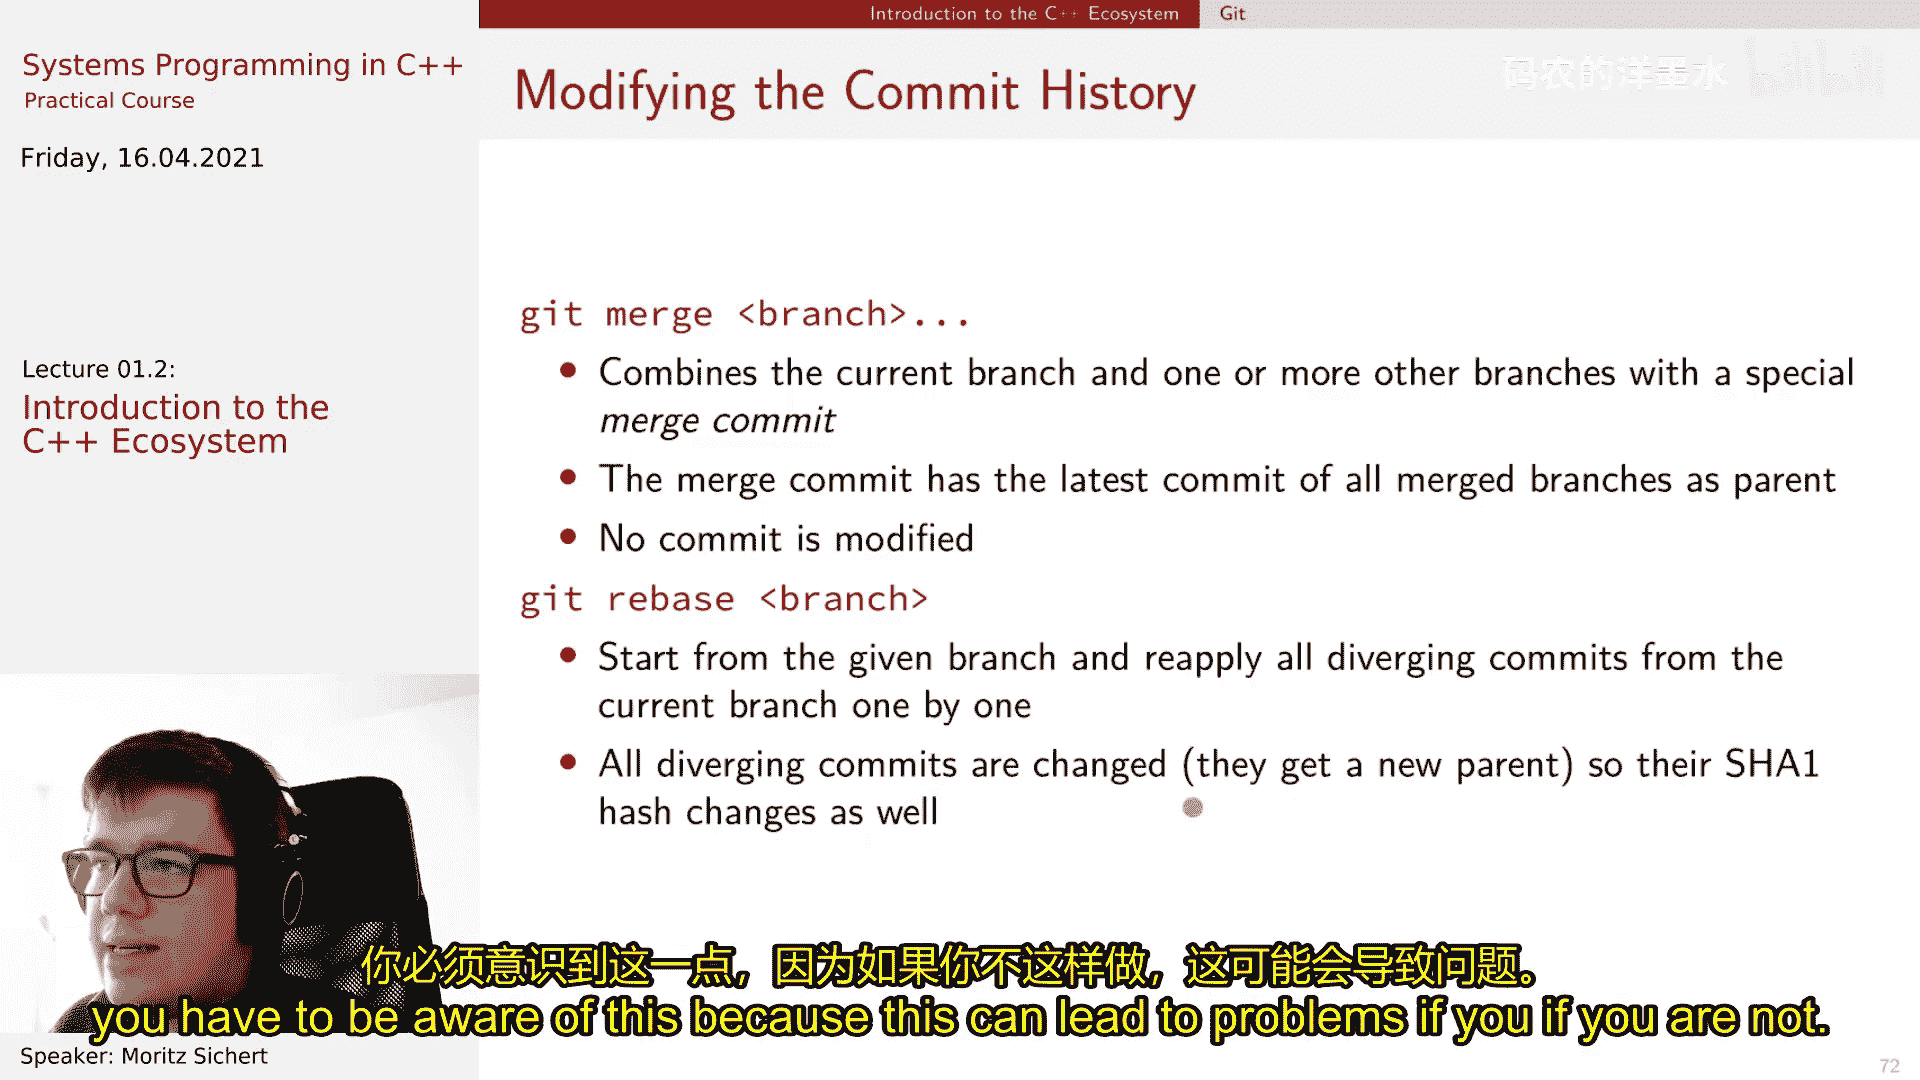 Introduction to the C++ Ecosystem
Git
Systems Programming in C++
Practical Course
Friday, 16.04.2021
Modifying the Commit History
码农的洋墨水
bilibili
git merge <branch>...
• Combines the current branch and one or more other branches with a special
merge commit
• The merge commit has the latest commit of all merged branches as parent
• No commit is modified
git rebase <branch>
• Start from the given branch and reapply all diverging commits from the
current branch one by one
• All diverging commits are changed (they get a new parent) so their SHA1
hash changes as well
Lecture 01.2:
Introduction to the
C++ Ecosystem
你必须意识到这一点，因为如果你不这样做，这可能会导致问题。
you have to be aware of this because this can lead to problems if you if you are not.
Speaker: Moritz Sichert
72